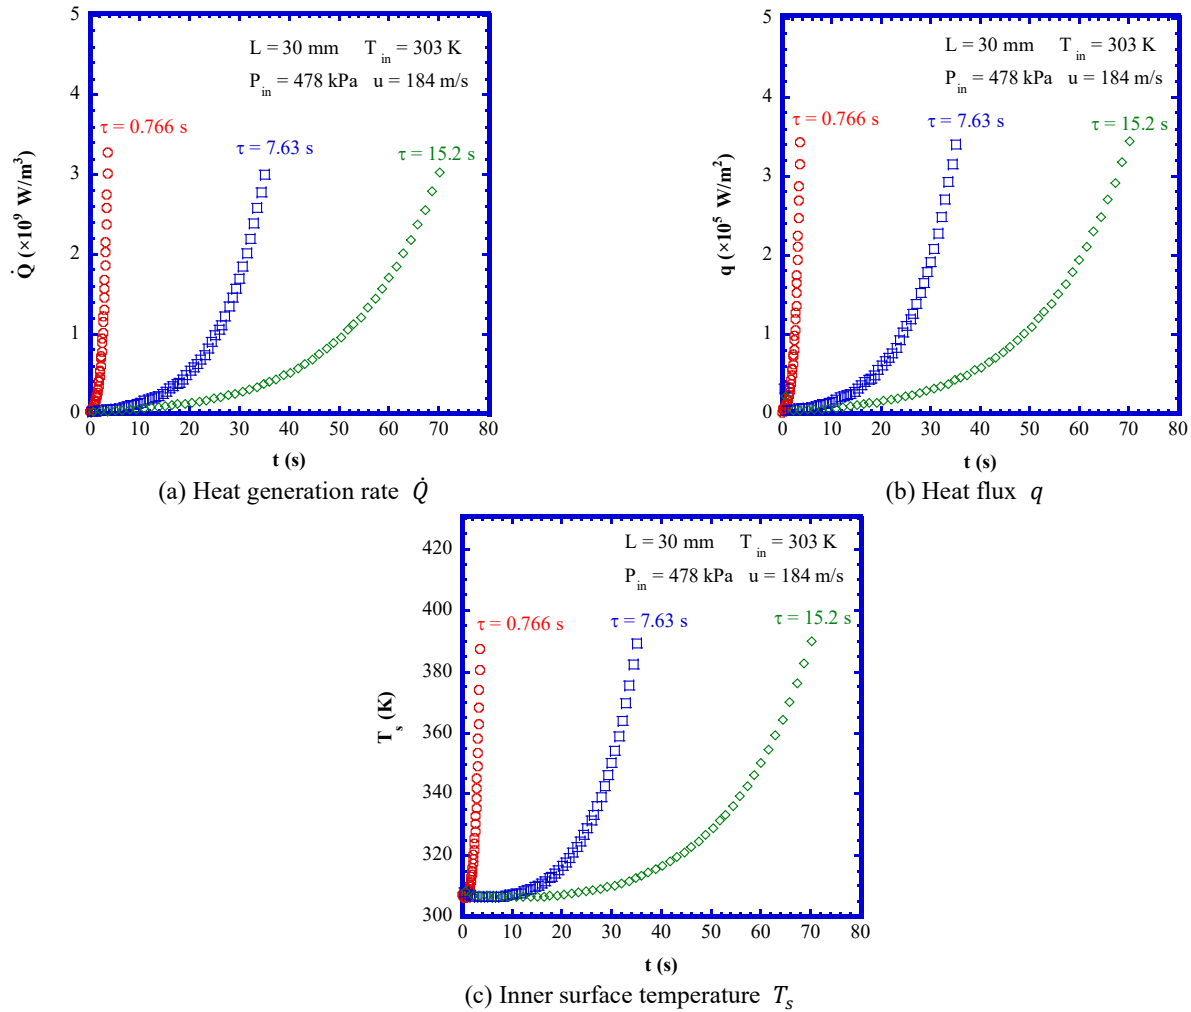 5
4
3
2
1
0
0 10 20 30 40 50 60 70 80
Q̇ (×10⁹ W/m³)
t (s)
L = 30 mm T in = 303 K
P in = 478 kPa u = 184 m/s
τ = 0.766 s
τ = 7.63 s
τ = 15.2 s
(a) Heat generation rate Q̇
5
4
3
2
1
0
0 10 20 30 40 50 60 70 80
q (×10⁵ W/m²)
t (s)
L = 30 mm T in = 303 K
P in = 478 kPa u = 184 m/s
τ = 0.766 s
τ = 7.63 s
τ = 15.2 s
(b) Heat flux q
420
400
380
360
340
320
300
0 10 20 30 40 50 60 70 80
T s (K)
t (s)
L = 30 mm T in = 303 K
P in = 478 kPa u = 184 m/s
τ = 0.766 s
τ = 7.63 s
τ = 15.2 s
(c) Inner surface temperature Tₛ